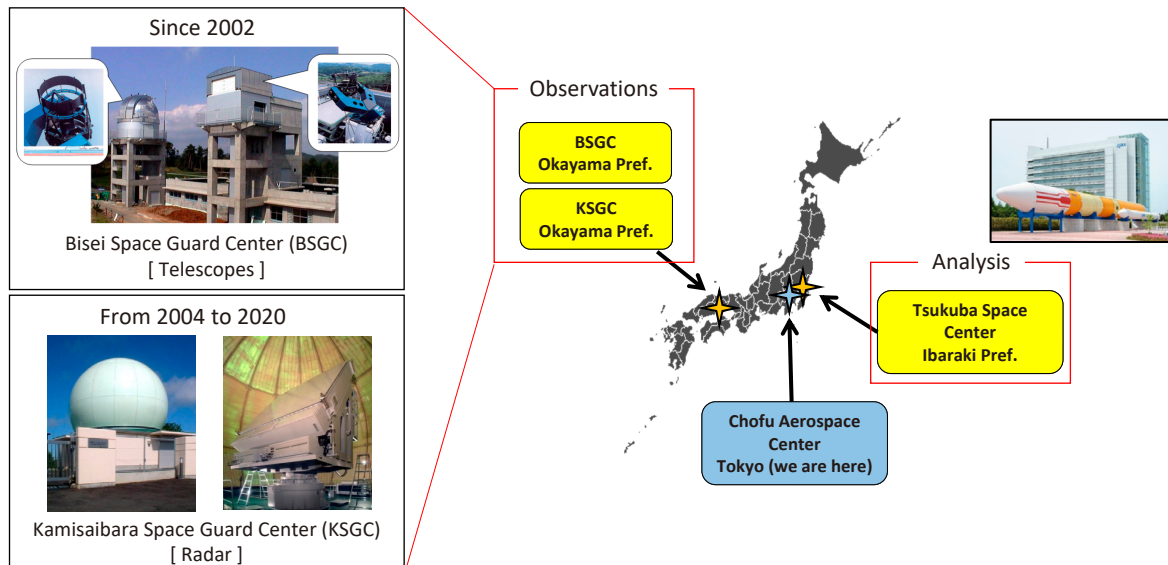 Since 2002
Bisei Space Guard Center (BSGC)
[ Telescopes ]
From 2004 to 2020
Kamisaibara Space Guard Center (KSGC)
[ Radar ]
Observations
BSGC
Okayama Pref.
KSGC
Okayama Pref.
Analysis
Tsukuba Space
Center
Ibaraki Pref.
Chofu Aerospace
Center
Tokyo (we are here)